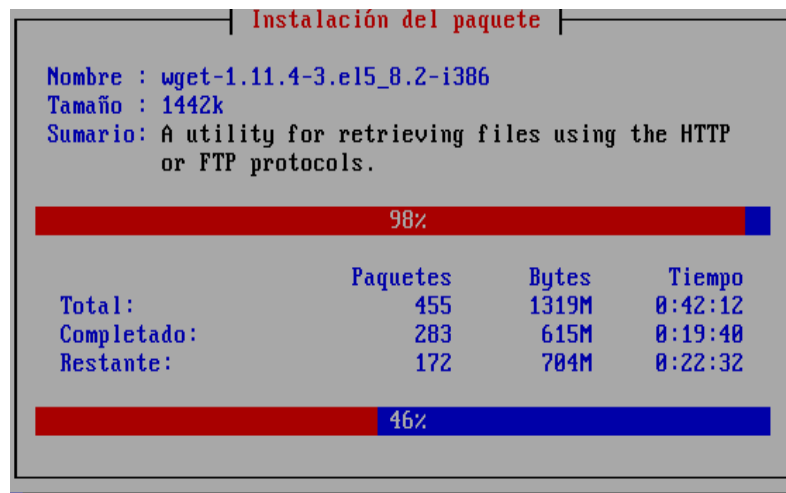 Instalación del paquete
Nombre : wget-1.11.4-3.el5_8.2-i386
Tamaño : 1442k
Sumario: A utility for retrieving files using the HTTP
or FTP protocols.
98%
Paquetes Bytes Tiempo
Total: 455 1319M 0:42:12
Completado: 283 615M 0:19:40
Restante: 172 704M 0:22:32
46%